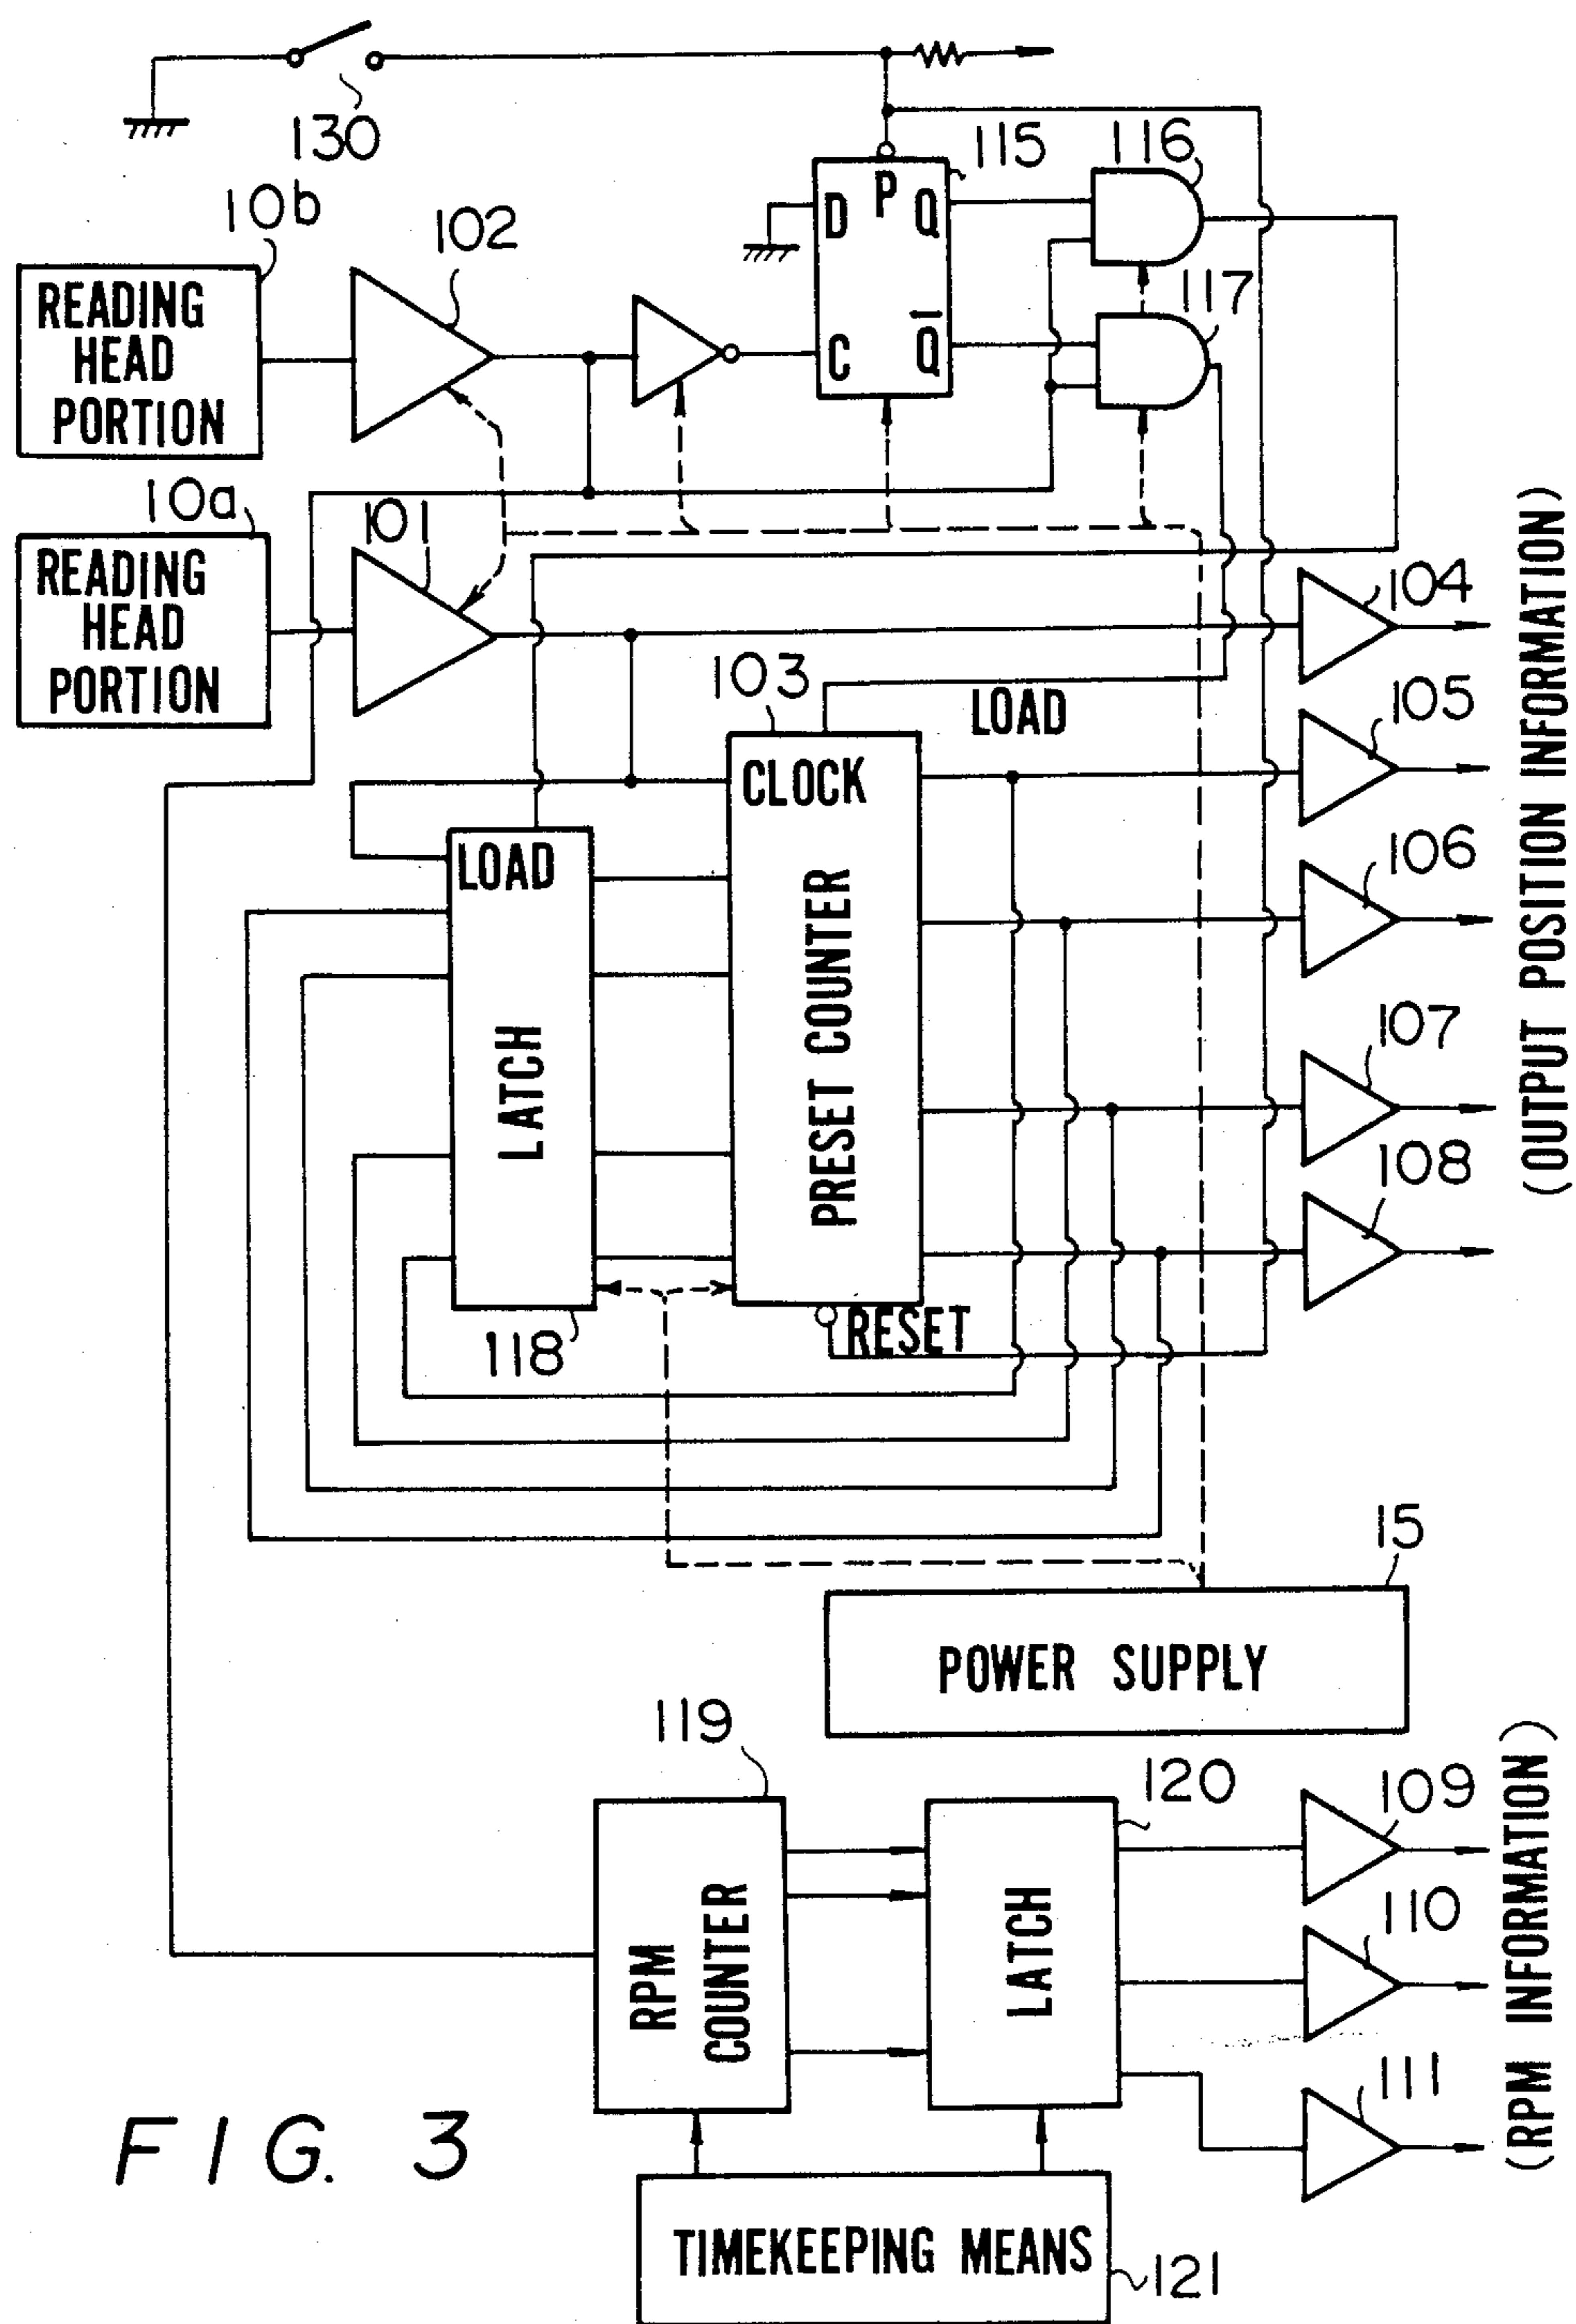 130
10b
102
115
116
117
READING
HEAD
PORTION
D
P
Q
C
Q̅
10a
101
READING
HEAD
PORTION
104
105
106
107
108
103
LOAD
CLOCK
PRESET COUNTER
LOAD
LATCH
118
RESET
(OUTPUT POSITION INFORMATION)
15
POWER SUPPLY
119
RPM
COUNTER
120
LATCH
109
110
111
(RPM INFORMATION)
FIG. 3
TIMEKEEPING MEANS
121